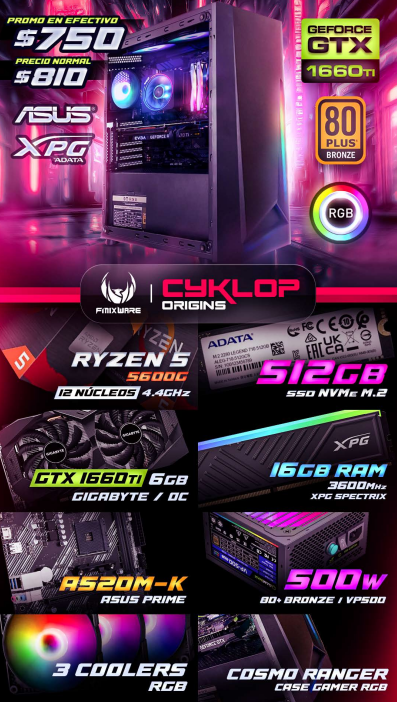 PROMO EN EFECTIVO
$750
PRECIO NORMAL
$810
ASUS
XPG
ADATA
GEFORCE
GTX
1660TI
80
PLUS
BRONZE
RGB
FINIXWARE
CYKLOP
ORIGINS
RYZEN 5
5600G
12 NÚCLEOS 4.4GHz
ADATA
512GB
SSD NVMe M.2
GTX 1660TI 6GB
GIGABYTE / OC
XPG
16GB RAM
3600MHz
XPG SPECTRIX
A520M-K
ASUS PRIME
500W
80+ BRONZE / VP500
3 COOLERS
RGB
COSMO RANGER
CASE GAMER RGB